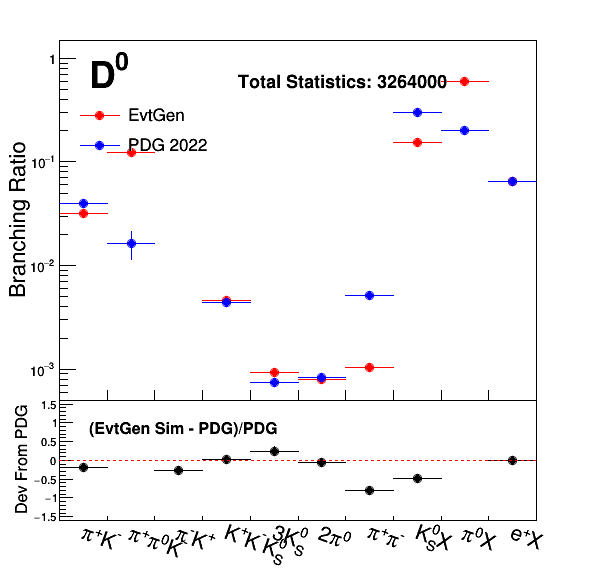 D⁰
Total Statistics: 3264000
EvtGen
PDG 2022
Branching Ratio
1
10⁻¹
10⁻²
10⁻³
Dev From PDG
(EvtGen Sim - PDG)/PDG
1.5
1
0.5
0
−0.5
−1
−1.5
π⁺K⁻ π⁺π⁰K⁻ π⁻K⁺ K⁺K⁻K⁰S 3K⁰S 2π⁰ π⁺π⁻ K⁰SX π⁰X e⁺X